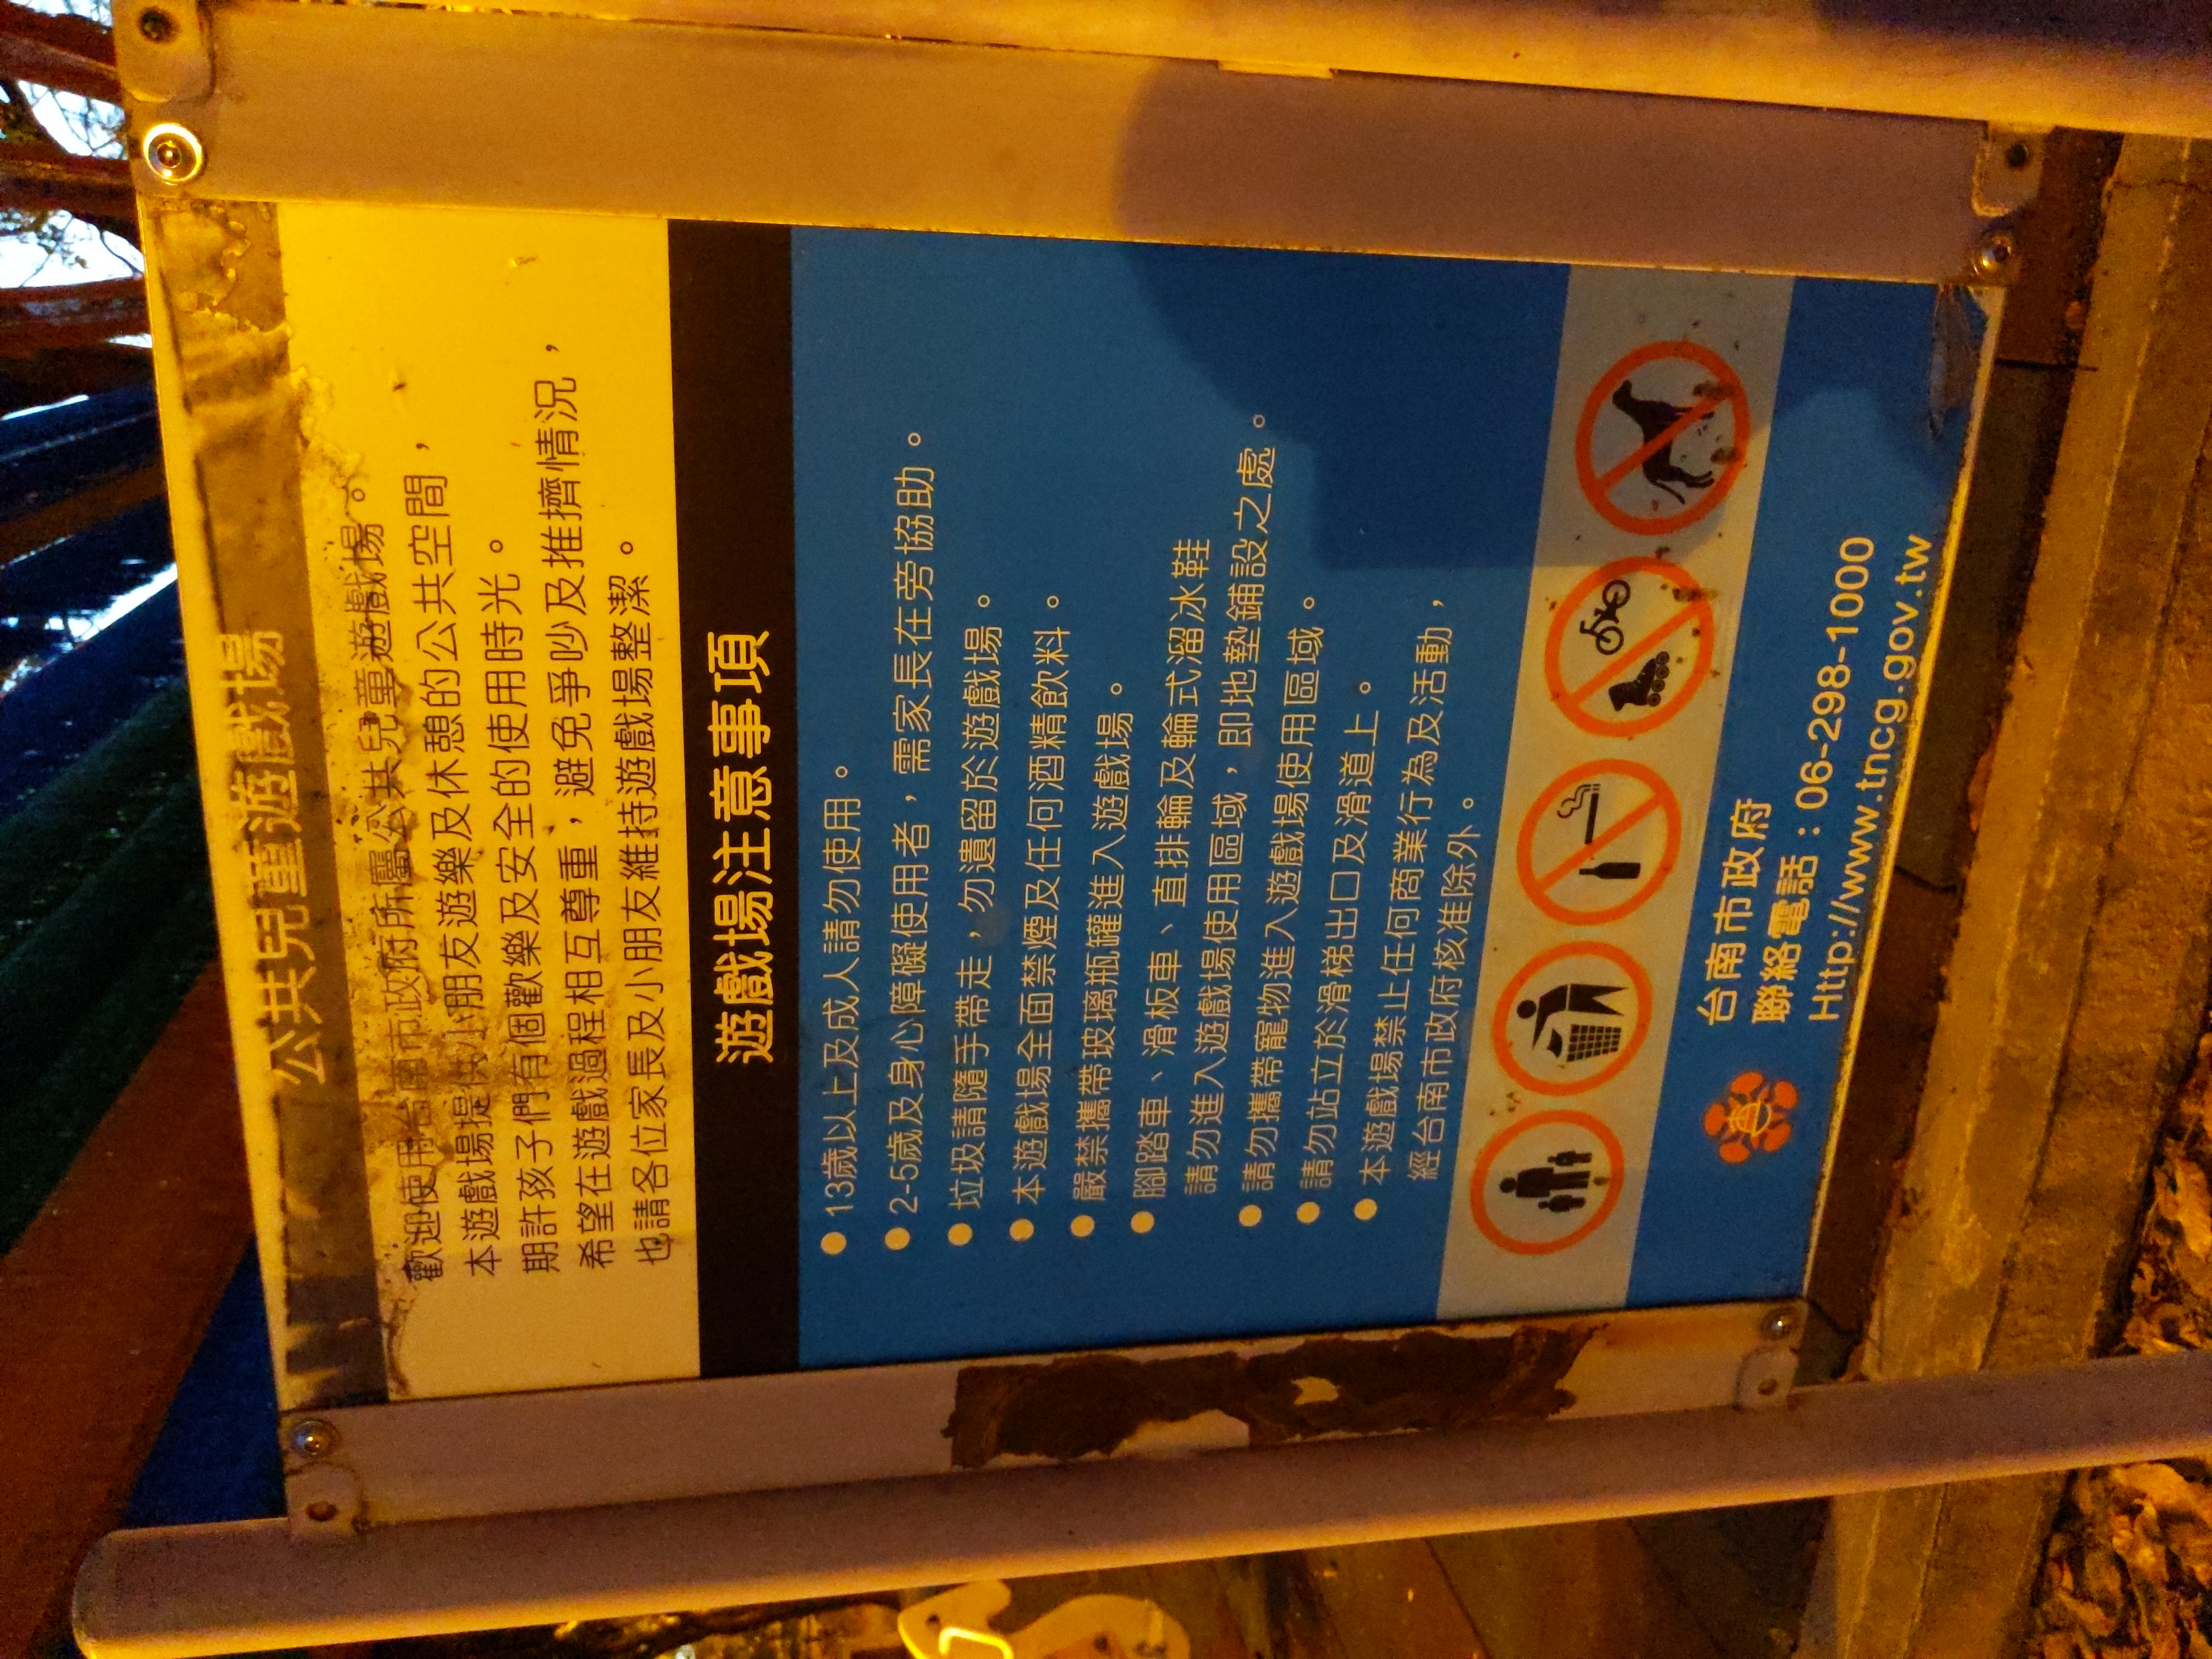 公共兒童遊戲場
歡迎使用台南市政府所屬公共兒童遊戲場。
本遊戲場提供小朋友遊樂及休憩的公共空間，
期許孩子們有個歡樂及安全的使用時光。
希望在遊戲過程相互尊重，避免爭吵及推擠情況，
也請各位家長及小朋友維持遊戲場整潔。
遊戲場注意事項
●13歲以上及成人請勿使用。
●2-5歲及身心障礙使用者，需家長在旁協助。
●垃圾請隨手帶走，勿遺留於遊戲場。
●本遊戲場全面禁煙及任何酒精飲料。
●嚴禁攜帶玻璃瓶罐進入遊戲場。
●腳踏車、滑板車、直排輪及輪式溜冰鞋
請勿進入遊戲場使用區域，即地墊鋪設之處。
●請勿攜帶寵物進入遊戲場使用區域。
●請勿站立於滑梯出口及滑道上。
●本遊戲場禁止任何商業行為及活動，
經台南市政府核准除外。
台南市政府
聯絡電話：06-298-1000
Http://www.tncg.gov.tw